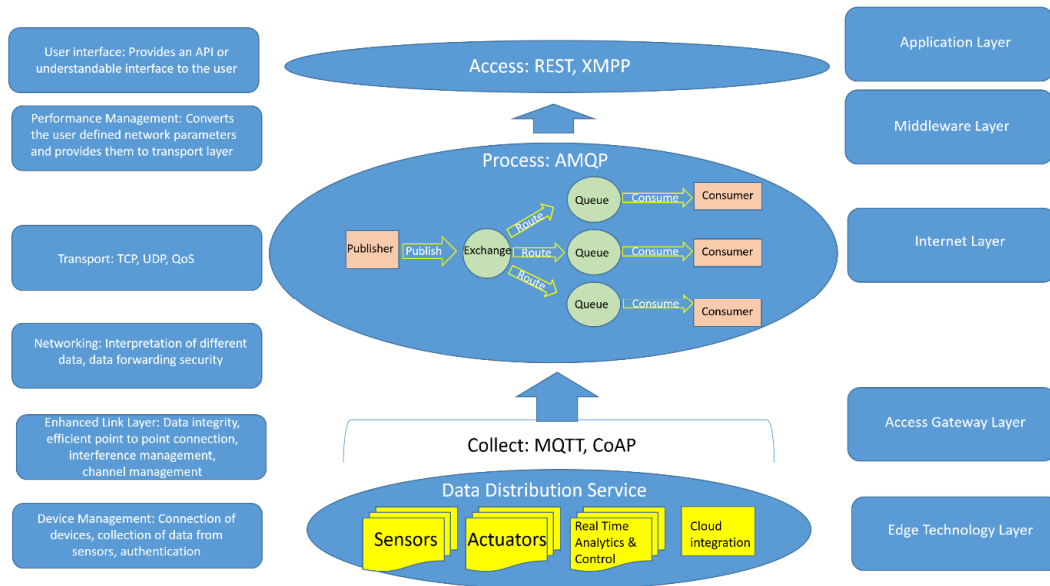 User interface: Provides an API or
understandable interface to the user
Performance Management: Converts
the user defined network parameters
and provides them to transport layer
Transport: TCP, UDP, QoS
Networking: Interpretation of different
data, data forwarding security
Enhanced Link Layer: Data integrity,
efficient point to point connection,
interference management,
channel management
Device Management: Connection of
devices, collection of data from
sensors, authentication
Access: REST, XMPP
Process: AMQP
Publisher
Publish
Exchange
Route
Queue
Consume
Consumer
Route
Queue
Consume
Consumer
Route
Queue
Consume
Consumer
Collect: MQTT, CoAP
Data Distribution Service
Sensors
Actuators
Real Time
Analytics &
Control
Cloud
integration
Application Layer
Middleware Layer
Internet Layer
Access Gateway Layer
Edge Technology Layer